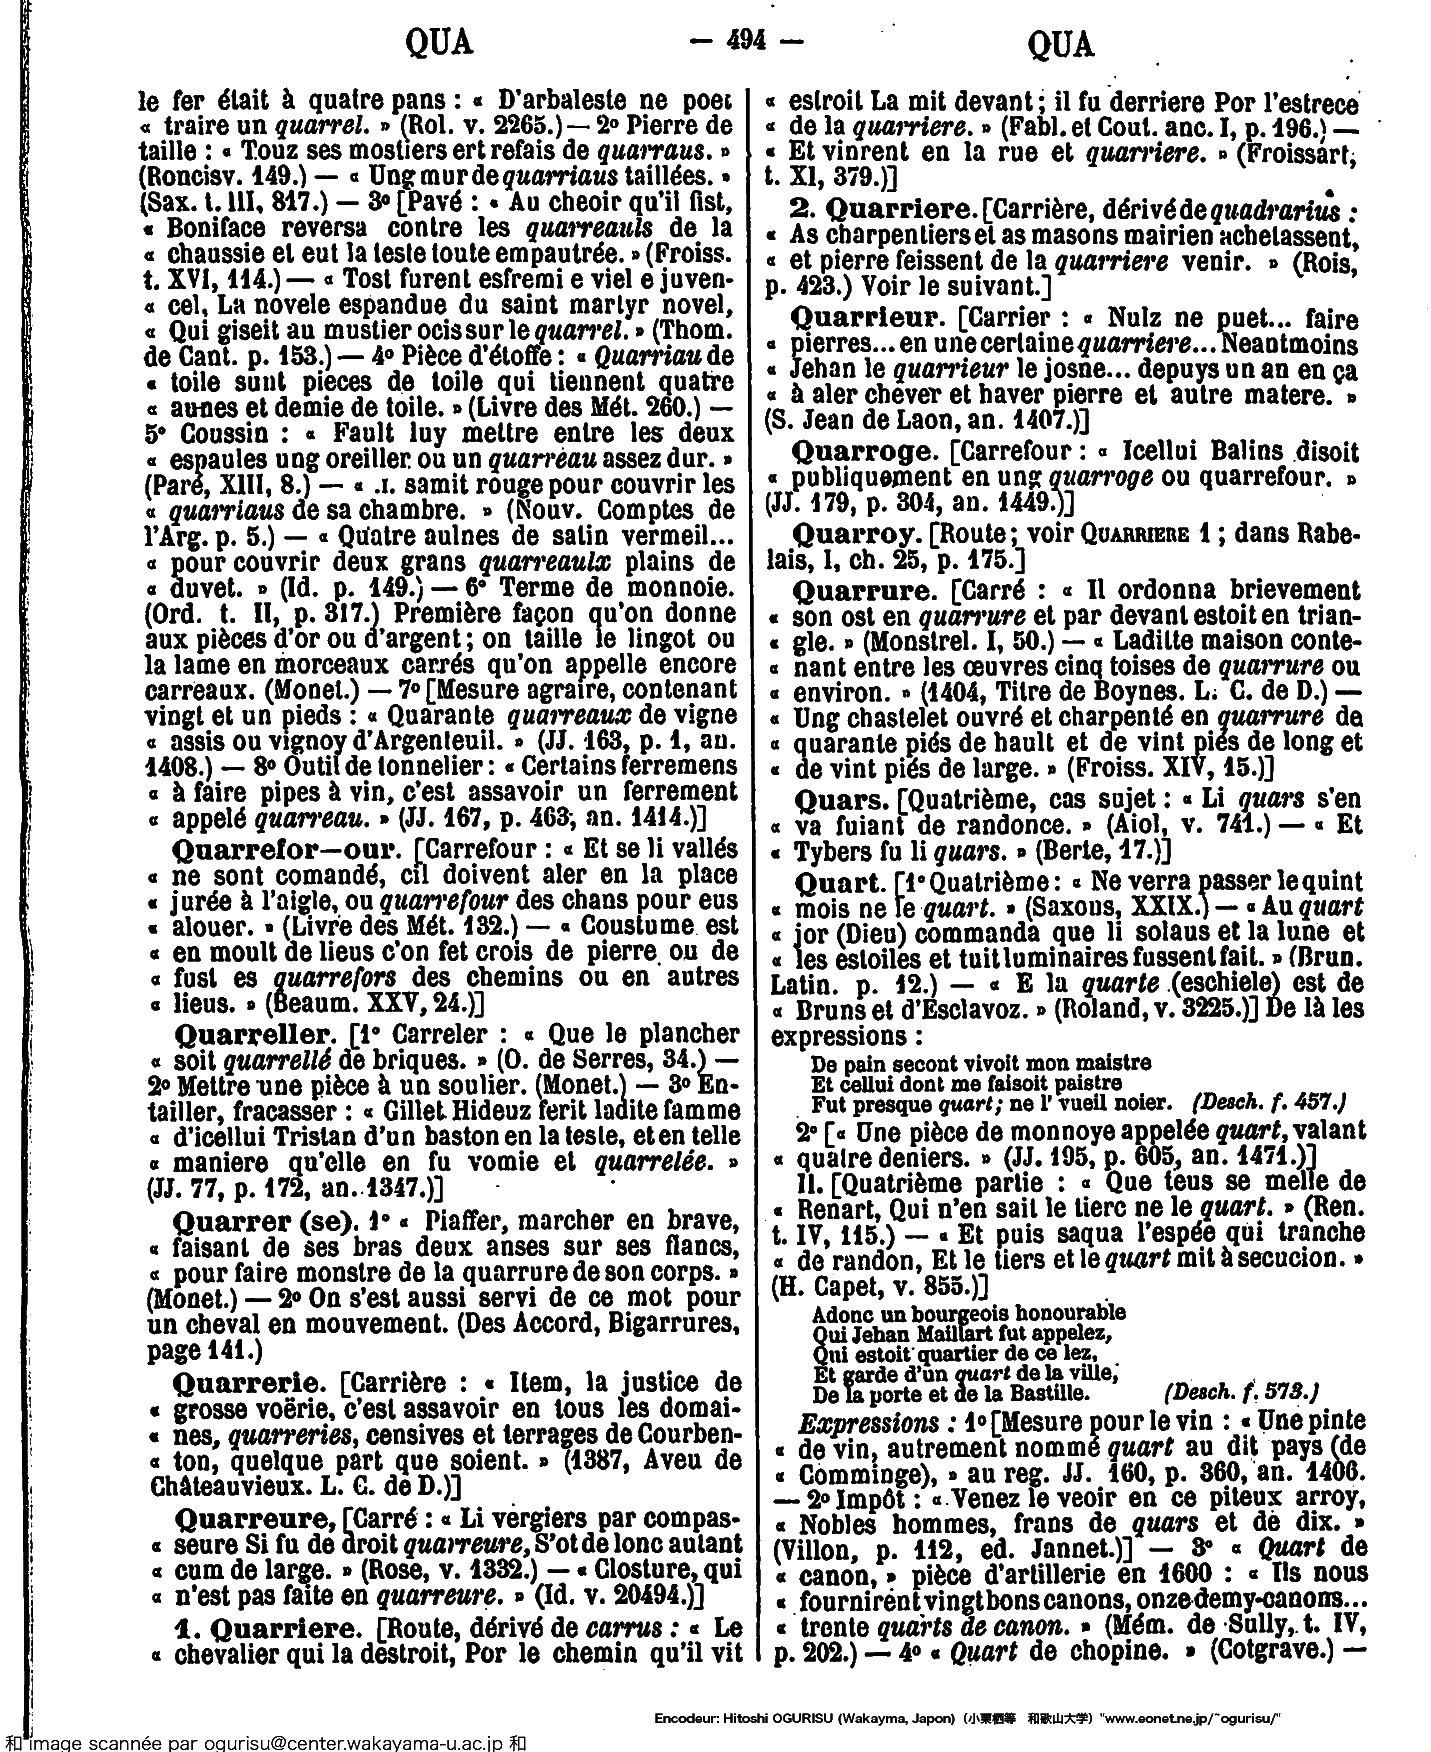 QUA — 494 — QUA
le fer était à quatre pans : « D'arbaleste ne poet
« traire un quarrel. » (Rol. v. 2265.) — 2º Pierre de
taille : « Touz ses mostiers ert refais de quarraus. »
(Roncisv. 149.) — « Ung mur de quarriaus taillées. »
(Sax. t. III, 817.) — 3º [Pavé : « Au cheoir qu'il fist,
« Boniface reversa contre les quarreauls de la
« chaussie et eut la teste toute empautrée. » (Froiss.
t. XVI, 114.) — « Tost furent esfremi e viel e juven-
« cel, La novele espandue du saint martyr novel,
« Qui giseit au mustier ocis sur le quarrel. » (Thom.
de Cant. p. 153.) — 4º Pièce d'étoffe : « Quarriau de
« toile sunt pieces de toile qui tiennent quatre
« aunes et demie de toile. » (Livre des Mét. 260.) —
5º Coussin : « Fault luy mettre entre les deux
« espaules ung oreiller ou un quarreau assez dur. »
(Paré, XIII, 8.) — « .I. samit rouge pour couvrir les
« quarriaus de sa chambre. » (Nouv. Comptes de
l'Arg. p. 5.) — « Quatre aulnes de satin vermeil...
« pour couvrir deux grans quarreaulx plains de
« duvet. » (Id. p. 149.) — 6º Terme de monnoie.
(Ord. t. II, p. 317.) Première façon qu'on donne
aux pièces d'or ou d'argent ; on taille le lingot ou
la lame en morceaux carrés qu'on appelle encore
carreaux. (Monet.) — 7º [Mesure agraire, contenant
vingt et un pieds : « Quarante quarreaux de vigne
« assis ou vignoy d'Argenteuil. » (JJ. 163, p. 1, an.
1408.) — 8º Outil de tonnelier : « Certains ferremens
« à faire pipes à vin, c'est assavoir un ferrement
« appelé quarreau. » (JJ. 167, p. 463, an. 1414.)]
Quarrefor—our. [Carrefour : « Et se li vallés
« ne sont comandé, cil doivent aler en la place
« jurée à l'aigle, ou quarrefour des chans pour eus
« alouer. » (Livre des Mét. 132.) — « Coustume est
« en moult de lieus c'on fet crois de pierre ou de
« fust es quarrefors des chemins ou en autres
« lieus. » (Beaum. XXV, 24.)]
Quarreller. [1º Carreler : « Que le plancher
« soit quarrellé de briques. » (O. de Serres, 34.) —
2º Mettre une pièce à un soulier. (Monet.) — 3º En-
tailler, fracasser : « Gillet Hideuz ferit ladite famme
« d'icellui Tristan d'un baston en la teste, et en telle
« maniere qu'elle en fu vomie et quarrelée. »
(JJ. 77, p. 172, an. 1347.)]
Quarrer (se). 1º « Piaffer, marcher en brave,
« faisant de ses bras deux anses sur ses flancs,
« pour faire monstre de la quarrure de son corps. »
(Monet.) — 2º On s'est aussi servi de ce mot pour
un cheval en mouvement. (Des Accord, Bigarrures,
page 141.)
Quarrerie. [Carrière : « Item, la justice de
« grosse voërie, c'est assavoir en tous les domai-
« nes, quarreries, censives et terrages de Courben-
« ton, quelque part que soient. » (1387, Aveu de
Châteauvieux. L. C. de D.)]
Quarreure, [Carré : « Li vergiers par compas-
« seure Si fu de droit quarreure, S'ot de lonc autant
« cum de large. » (Rose, v. 1332.) — « Closture, qui
« n'est pas faite en quarreure. » (Id. v. 20494.)]
1. Quarriere. [Route, dérivé de carrus : « Le
« chevalier qui la destroit, Por le chemin qu'il vit
« estroit La mit devant ; il fu derriere Por l'estrece
« de la quarriere. » (Fabl. et Cout. anc. I, p. 196.) —
« Et vinrent en la rue et quarriere. » (Froissart,
t. XI, 379.)]
2. Quarriere. [Carrière, dérivé de quadrarius :
« As charpentiers et as masons mairien achetassent,
« et pierre feissent de la quarriere venir. » (Rois,
p. 423.) Voir le suivant.]
Quarrieur. [Carrier : « Nulz ne puet... faire
« pierres... en une certaine quarriere... Neantmoins
« Jehan le quarrieur le josne... depuys un an en ça
« à aler chever et haver pierre et autre matere. »
(S. Jean de Laon, an. 1407.)]
Quarroge. [Carrefour : « Icellui Balins disoit
« publiquement en ung quarroge ou quarrefour. »
(JJ. 179, p. 304, an. 1449.)]
Quarroy. [Route ; voir QUARRIERE 1 ; dans Rabe-
lais, I, ch. 25, p. 175.]
Quarrure. [Carré : « Il ordonna brievement
« son ost en quarrure et par devant estoit en trian-
« gle. » (Monstrel. I, 50.) — « Laditte maison conte-
« nant entre les œuvres cinq toises de quarrure ou
« environ. » (1404, Titre de Boynes. L. C. de D.) —
« Ung chastelet ouvré et charpenté en quarrure de
« quarante piés de hault et de vint piés de long et
« de vint piés de large. » (Froiss. XIV, 15.)]
Quars. [Quatrième, cas sujet : « Li quars s'en
« va fuiant de randonce. » (Aiol, v. 741.) — « Et
« Tybers fu li quars. » (Berte, 17.)]
Quart. [1º Quatrième : « Ne verra passer le quint
« mois ne le quart. » (Saxons, XXIX.) — « Au quart
« jor (Dieu) commanda que li solaus et la lune et
« les estoiles et tuit luminaires fussent fait. » (Brun.
Latin. p. 12.) — « E la quarte (eschiele) est de
« Bruns et d'Esclavoz. » (Roland, v. 3225.)] De là les
expressions :
De pain secont vivoit mon maistre
Et cellui dont me faisoit paistre
Fut presque quart ; ne l' vueil noier. (Desch. f. 457.)
2º [« Une pièce de monnoye appelée quart, valant
« quatre deniers. » (JJ. 195, p. 605, an. 1471.)]
II. [Quatrième partie : « Que teus se melle de
« Renart, Qui n'en sait le tierc ne le quart. » (Ren.
t. IV, 115.) — « Et puis saqua l'espée qui tranche
« de randon, Et le tiers et le quart mit à secucion. »
(H. Capet, v. 855.)]
Adonc un bourgeois honourable
Qui Jehan Maillart fut appelez,
Qui estoit quartier de ce lez,
Et garde d'un quart de la ville,
De la porte et de la Bastille. (Desch. f. 573.)
Expressions : 1º [Mesure pour le vin : « Une pinte
« de vin, autrement nommé quart au dit pays (de
« Comminge), » au reg. JJ. 160, p. 360, an. 1406.
— 2º Impôt : « Venez le veoir en ce piteux arroy,
« Nobles hommes, frans de quars et de dix. »
(Villon, p. 112, ed. Jannet.)] — 3º « Quart de
« canon, » pièce d'artillerie en 1600 : « Ils nous
« fournirent vingt bons canons, onze demy-canons...
« trente quarts de canon. » (Mém. de Sully, t. IV,
p. 202.) — 4º « Quart de chopine. » (Cotgrave.) —
Encodeur: Hitoshi OGURISU (Wakayma, Japon) (小栗栖等 和歌山大学) "www.eonet.ne.jp/~ogurisu/"
和 image scannée par ogurisu@center.wakayama-u.ac.jp 和